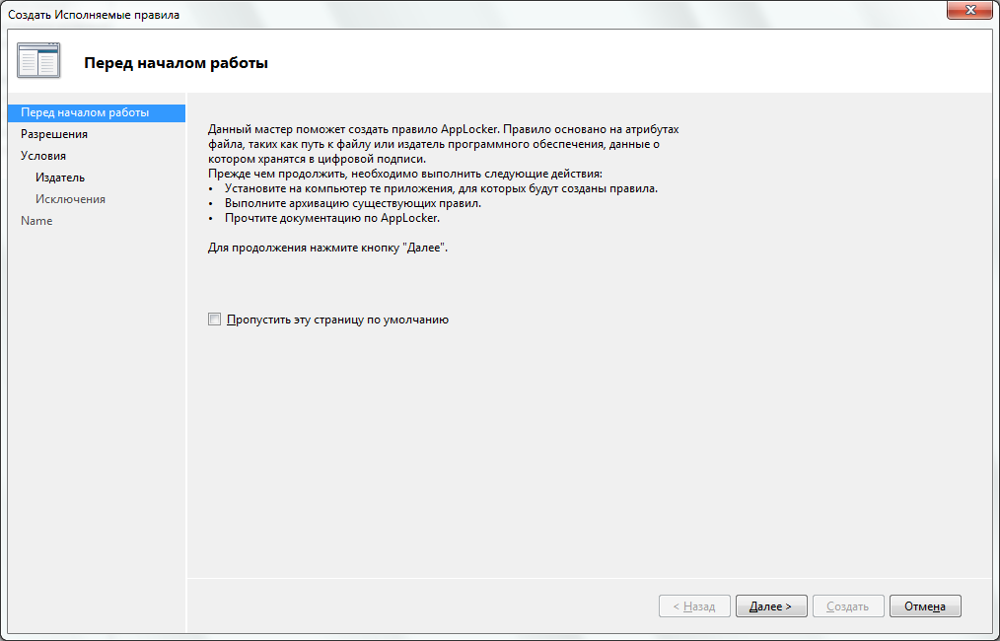 Создать Исполняемые правила
Перед началом работы
Перед началом работы
Разрешения
Условия
Издатель
Исключения
Name
Данный мастер поможет создать правило AppLocker. Правило основано на атрибутах
файла, таких как путь к файлу или издатель программного обеспечения, данные о
котором хранятся в цифровой подписи.
Прежде чем продолжить, необходимо выполнить следующие действия:
• Установите на компьютер те приложения, для которых будут созданы правила.
• Выполните архивацию существующих правил.
• Прочтите документацию по AppLocker.
Для продолжения нажмите кнопку "Далее".
Пропустить эту страницу по умолчанию
< Назад
Далее >
Создать
Отмена